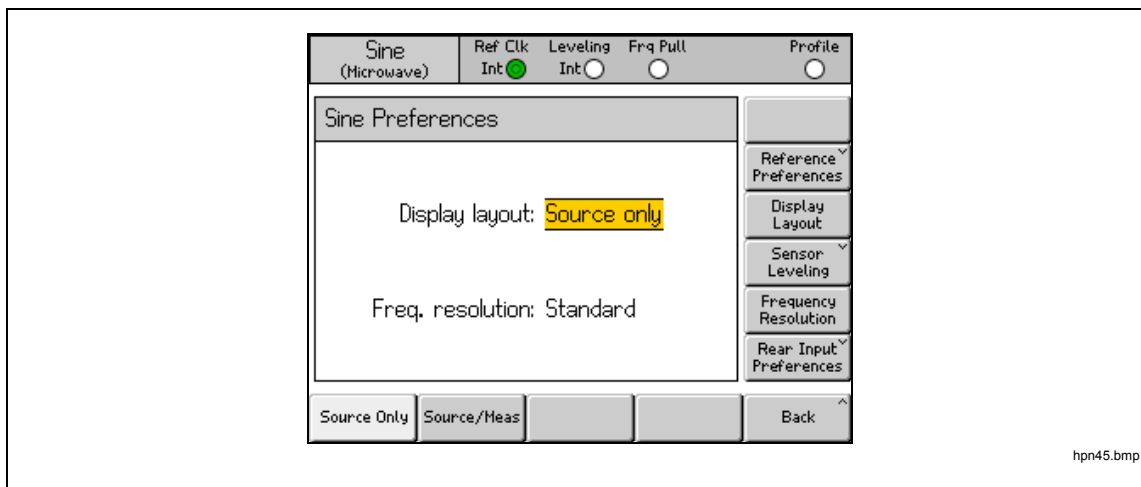 Sine
(Microwave)
Ref Clk
Int
Leveling
Int
Frq Pull
Profile
Sine Preferences
Display layout: Source only
Freq. resolution: Standard
Reference
Preferences
Display
Layout
Sensor
Leveling
Frequency
Resolution
Rear Input
Preferences
Source Only
Source/Meas
Back
hpn45.bmp